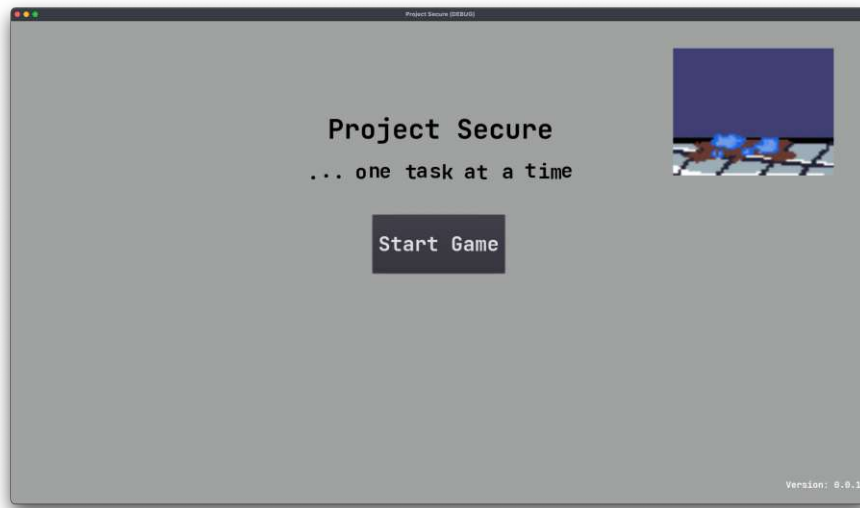 Project Secure (DEBUG)
Project Secure
... one task at a time
Start Game
Version: 0.0.1